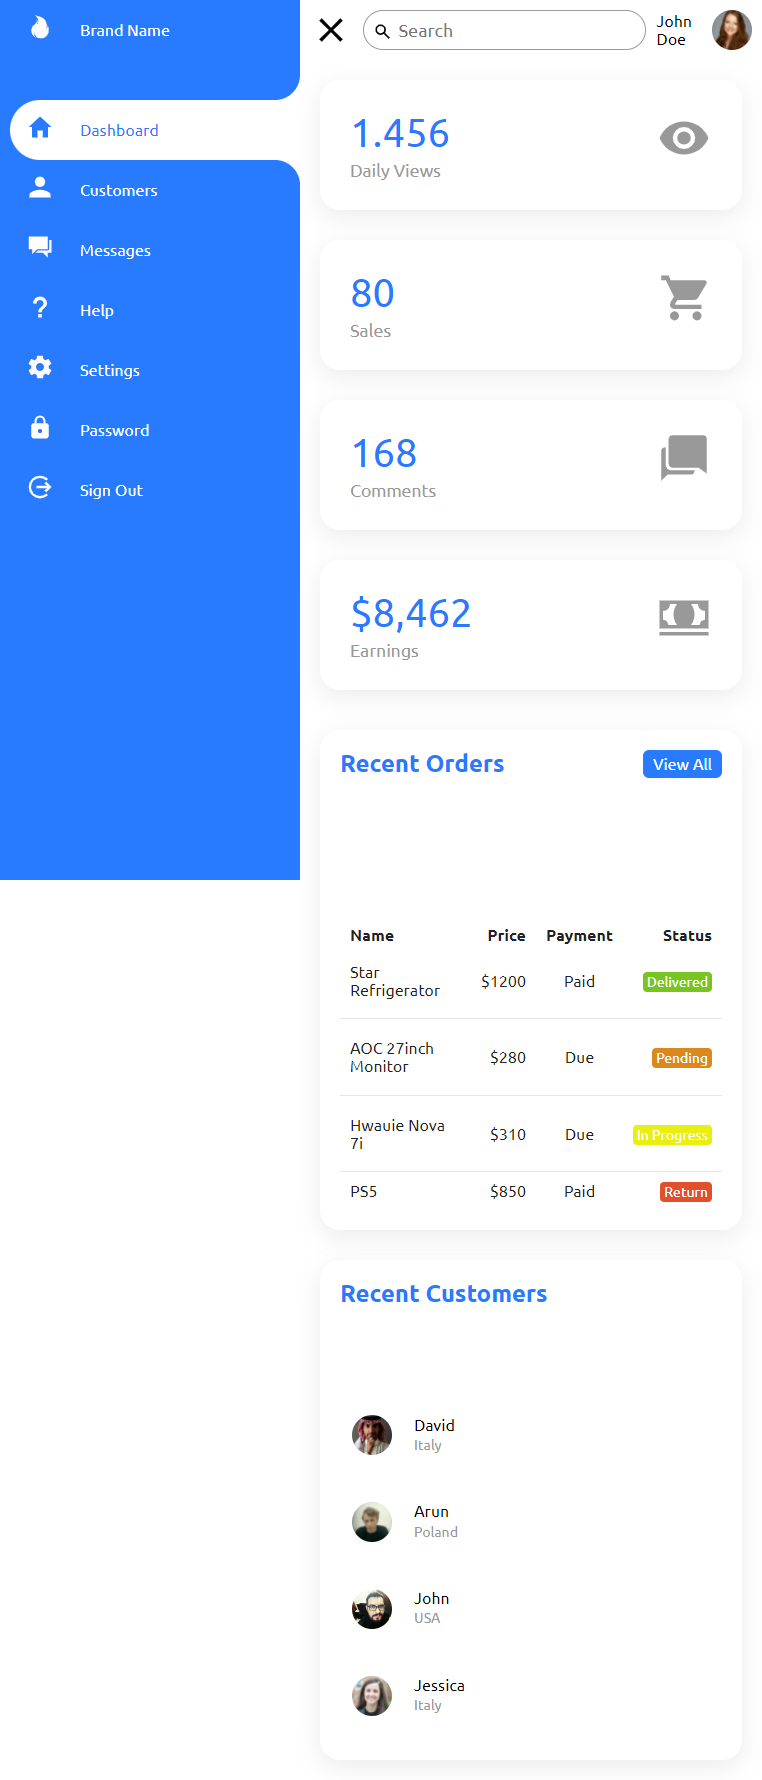 Brand Name
Dashboard
Customers
Messages
Help
Settings
Password
Sign Out
Search
John
Doe
1.456
Daily Views
80
Sales
168
Comments
$8,462
Earnings
Recent Orders
View All
Name Price Payment Status
Star
Refrigerator $1200 Paid Delivered
AOC 27inch
Monitor $280 Due Pending
Hwauie Nova
7i $310 Due In Progress
PS5 $850 Paid Return
Recent Customers
David
Italy
Arun
Poland
John
USA
Jessica
Italy